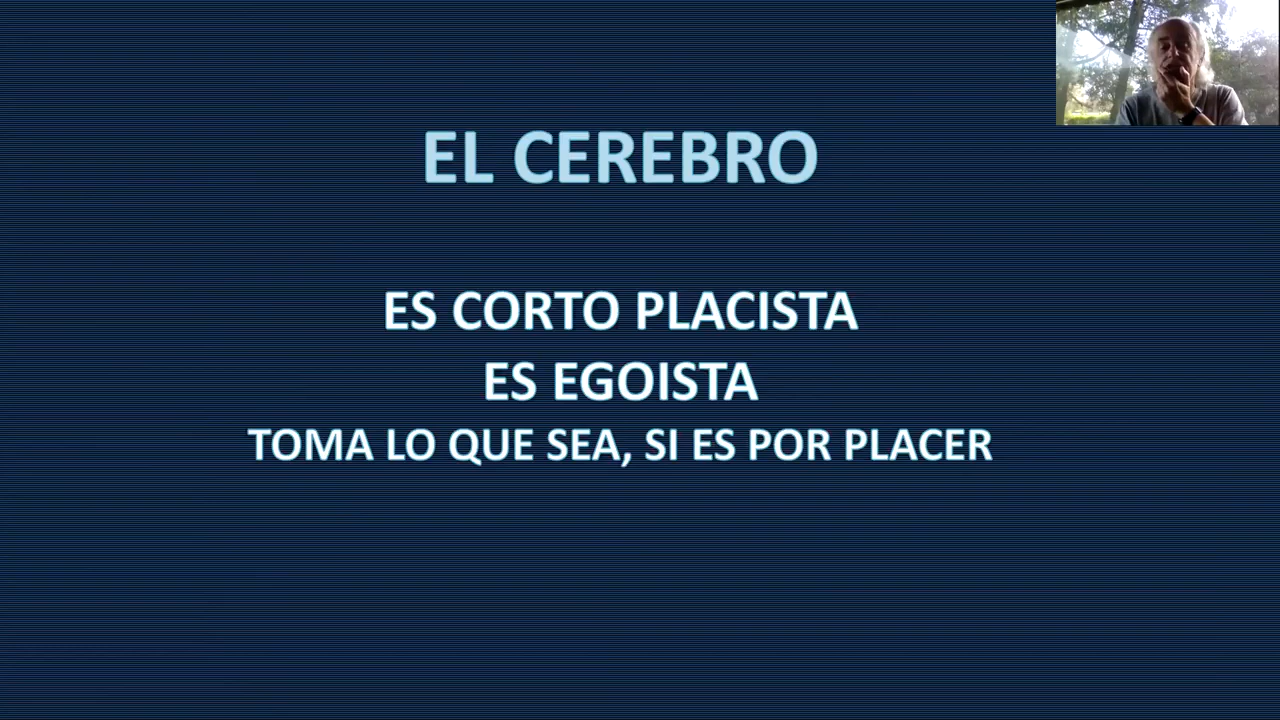 EL CEREBRO
ES CORTO PLACISTA
ES EGOISTA
TOMA LO QUE SEA, SI ES POR PLACER